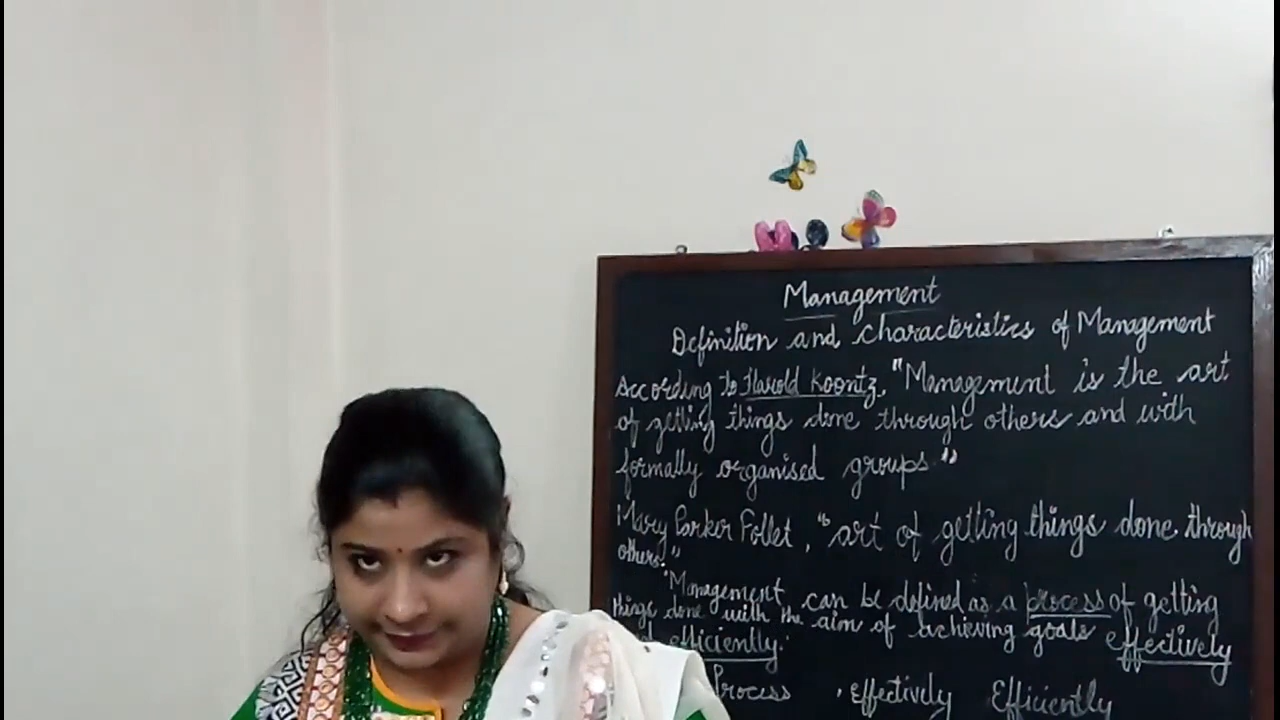 Management
Definition and characteristics of Management
According to Harold Koontz, "Management is the art
of getting things done through others and with
formally organised groups."
Mary Parker Follet, "art of getting things done through
others."
"Management can be defined as a process of getting
things done with the aim of achieving goals effectively
efficiently."
Process · Effectively Efficiently